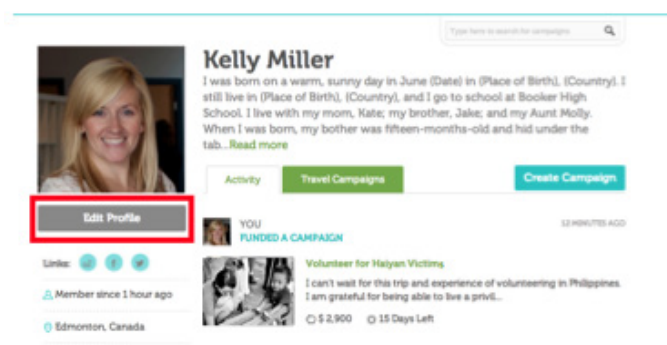 Type here to search for campaigns
Kelly Miller
I was born on a warm, sunny day in June (Date) in (Place of Birth), (Country). I
still live in (Place of Birth), (Country), and I go to school at Booker High
School. I live with my mom, Kate; my brother, Jake; and my Aunt Molly.
When I was born, my bother was fifteen-months-old and hid under the
tab...Read more
Activity
Travel Campaigns
Create Campaign
Edit Profile
YOU
12 MINUTES AGO
FUNDED A CAMPAIGN
Links:
Volunteer for Haiyan Victims
I can't wait for this trip and experience of volunteering in Philippines.
I am grateful for being able to live a privil...
Member since 1 hour ago
$ 2,900
15 Days Left
Edmonton, Canada